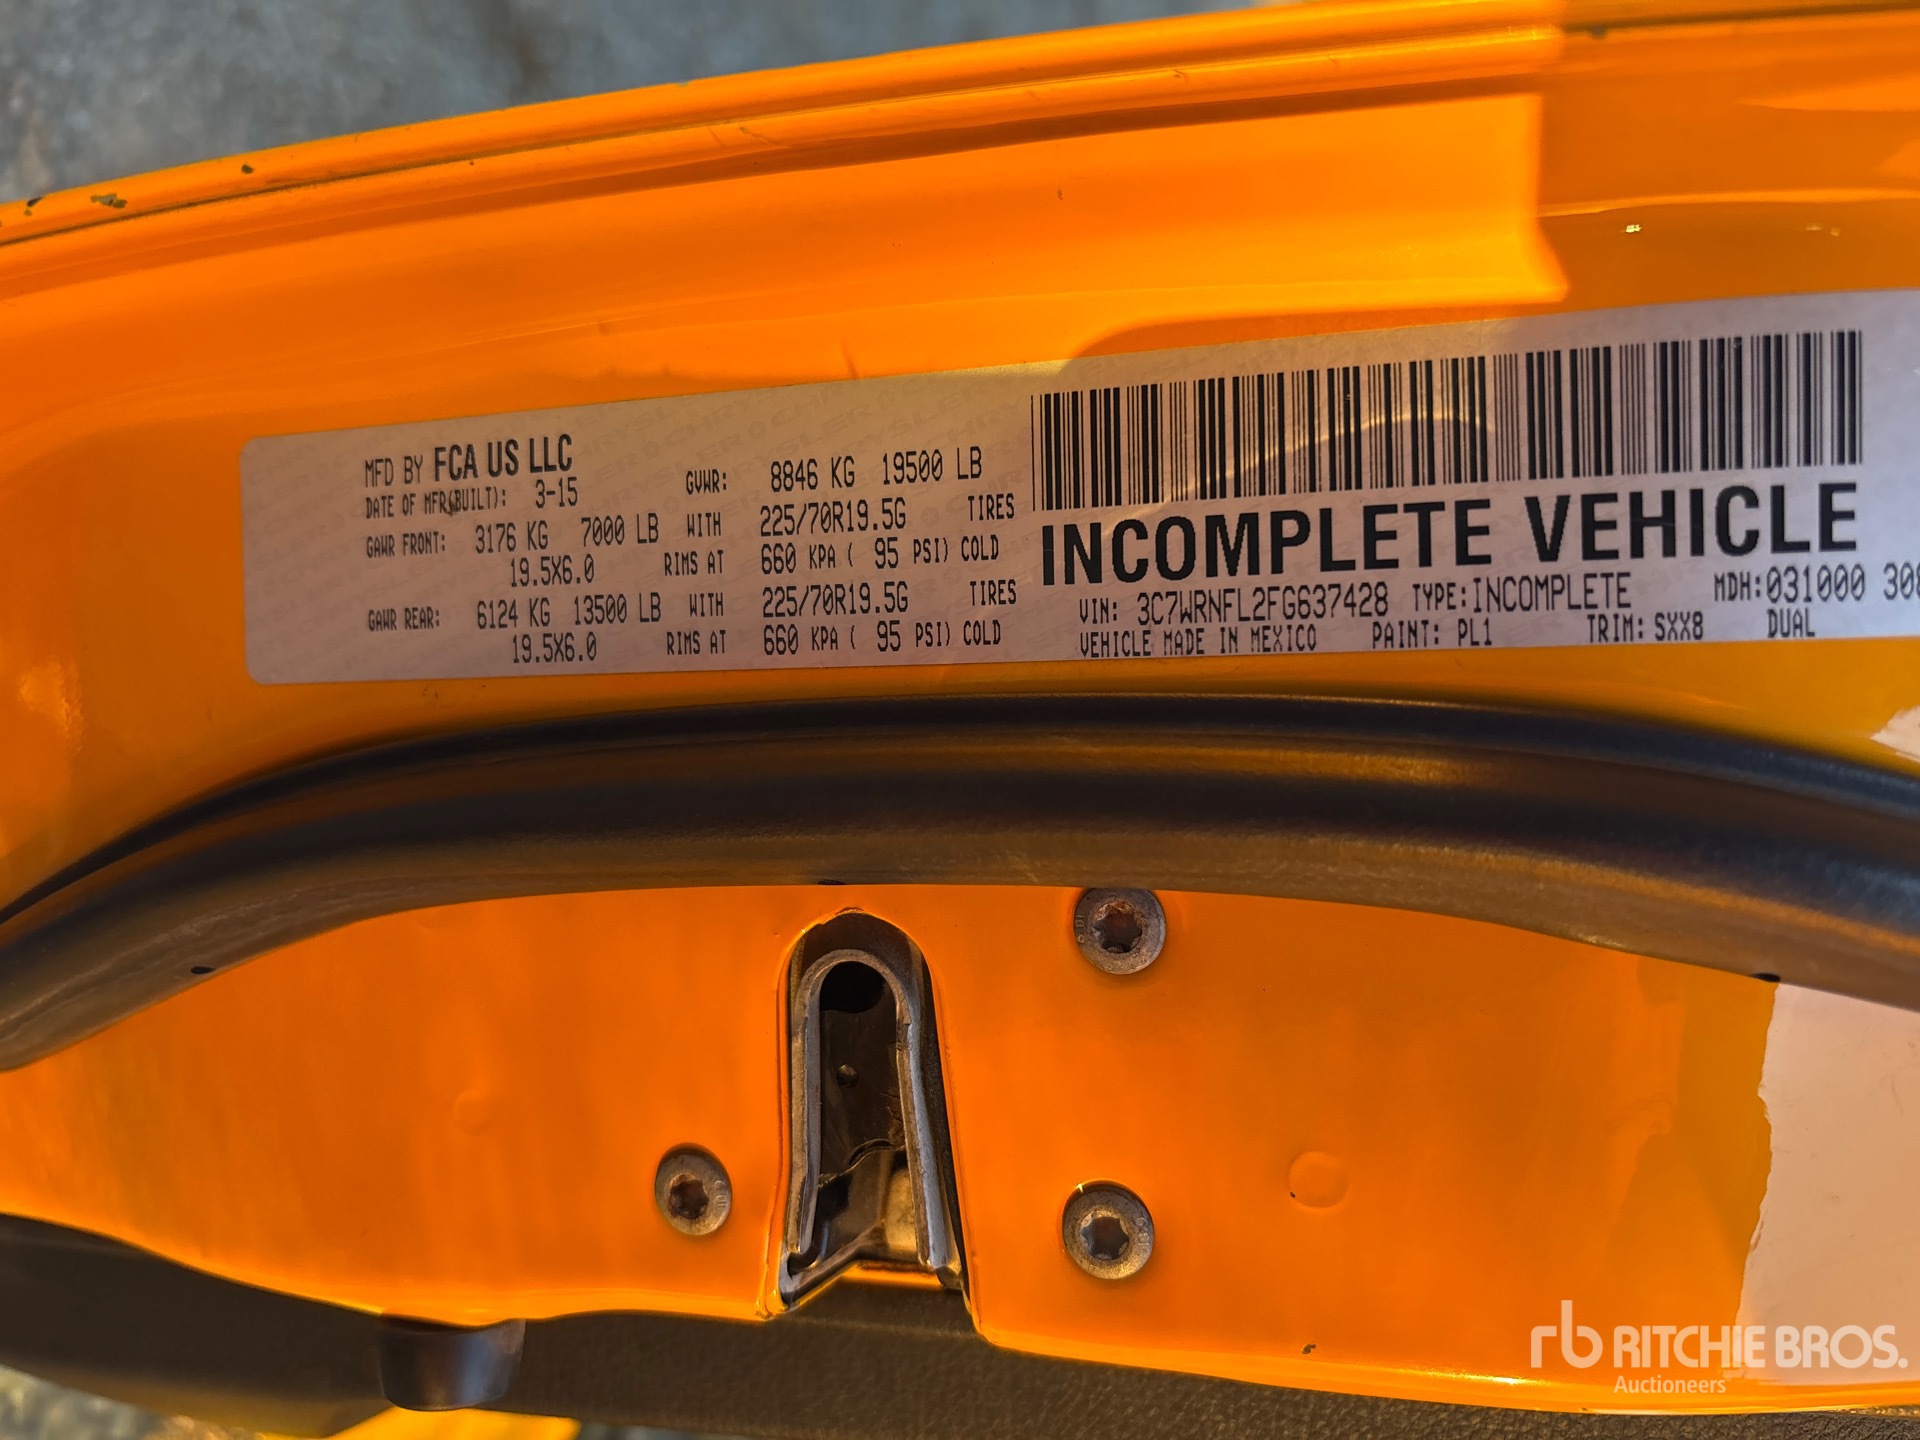 MFD BY FCA US LLC
DATE OF MFR(BUILT): 3-15
GVWR: 8846 KG 19500 LB
GAWR FRONT: 3176 KG 7000 LB WITH 225/70R19.5G TIRES
19.5X6.0 RIMS AT 660 KPA ( 95 PSI) COLD
GAWR REAR: 6124 KG 13500 LB WITH 225/70R19.5G TIRES
19.5X6.0 RIMS AT 660 KPA ( 95 PSI) COLD
INCOMPLETE VEHICLE
VIN: 3C7WRNFL2FG637428 TYPE: INCOMPLETE MDH: 031000
VEHICLE MADE IN MEXICO PAINT: PL1 TRIM: SXX8 DUAL
rb RITCHIE BROS.
Auctioneers